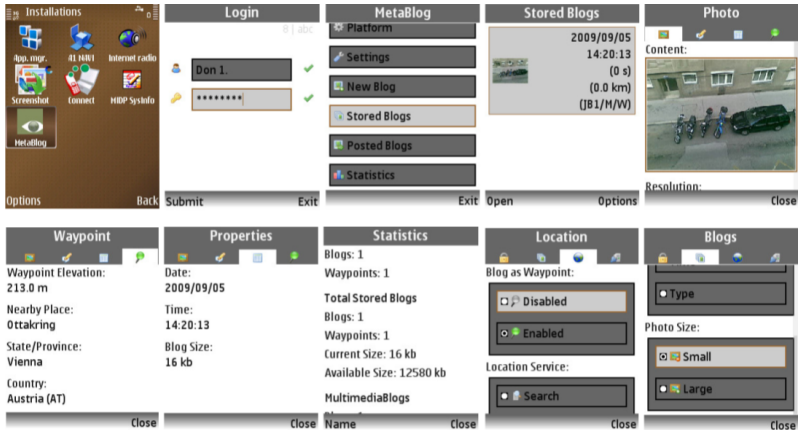 Installations
App. mgr.
A1 NAVI
Internet radio
Screenshot
Connect
MIDP SysInfo
MetaBlog
Options
Back
Login
θ | abc
Don 1.
********
Submit
Exit
MetaBlog
Platform
Settings
New Blog
Stored Blogs
Posted Blogs
Statistics
Exit
Stored Blogs
2009/09/05
14:20:13
(0 s)
(0.0 km)
(JB1/M/W)
Open
Options
Photo
Content:
Resolution:
Close
Waypoint
Waypoint Elevation:
213.0 m
Nearby Place:
Ottakring
State/Province:
Vienna
Country:
Austria (AT)
Close
Properties
Date:
2009/09/05
Time:
14:20:13
Blog Size:
16 kb
Close
Statistics
Blogs: 1
Waypoints: 1
Total Stored Blogs
Blogs: 1
Waypoints: 1
Current Size: 16 kb
Available Size: 12580 kb
MultimediaBlogs
Name
Close
Location
Blog as Waypoint:
Disabled
Enabled
Location Service:
Search
Close
Blogs
Type
Photo Size:
Small
Large
Close